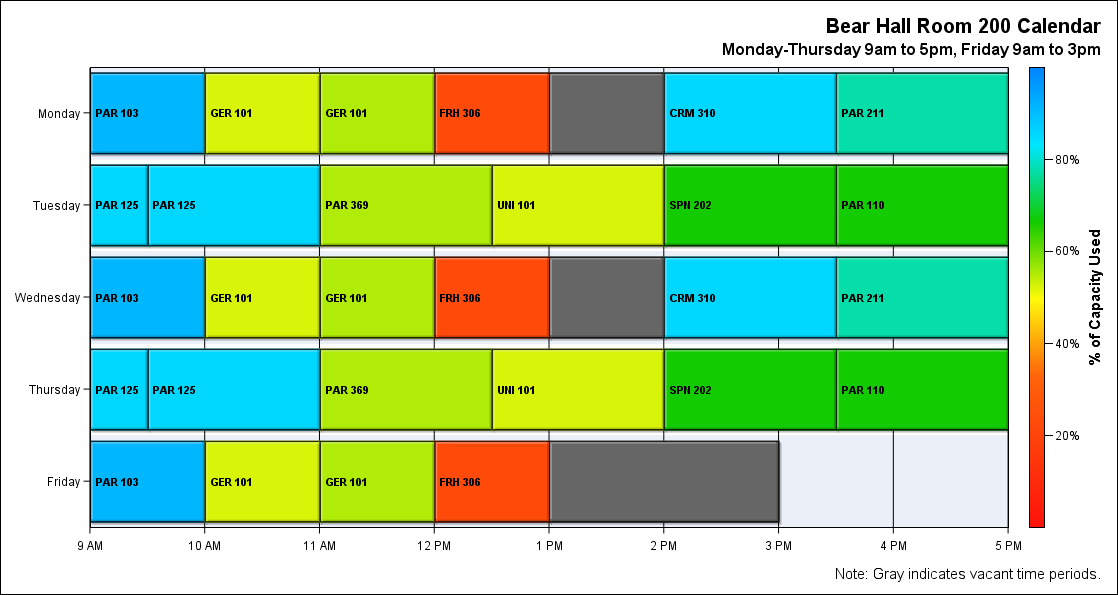 Bear Hall Room 200 Calendar
Monday-Thursday 9am to 5pm, Friday 9am to 3pm
Monday PAR 103 GER 101 GER 101 FRH 306 CRM 310 PAR 211
Tuesday PAR 125 PAR 125 PAR 369 UNI 101 SPN 202 PAR 110
Wednesday PAR 103 GER 101 GER 101 FRH 306 CRM 310 PAR 211
Thursday PAR 125 PAR 125 PAR 369 UNI 101 SPN 202 PAR 110
Friday PAR 103 GER 101 GER 101 FRH 306
9 AM 10 AM 11 AM 12 PM 1 PM 2 PM 3 PM 4 PM 5 PM
80%
60%
40%
20%
% of Capacity Used
Note: Gray indicates vacant time periods.